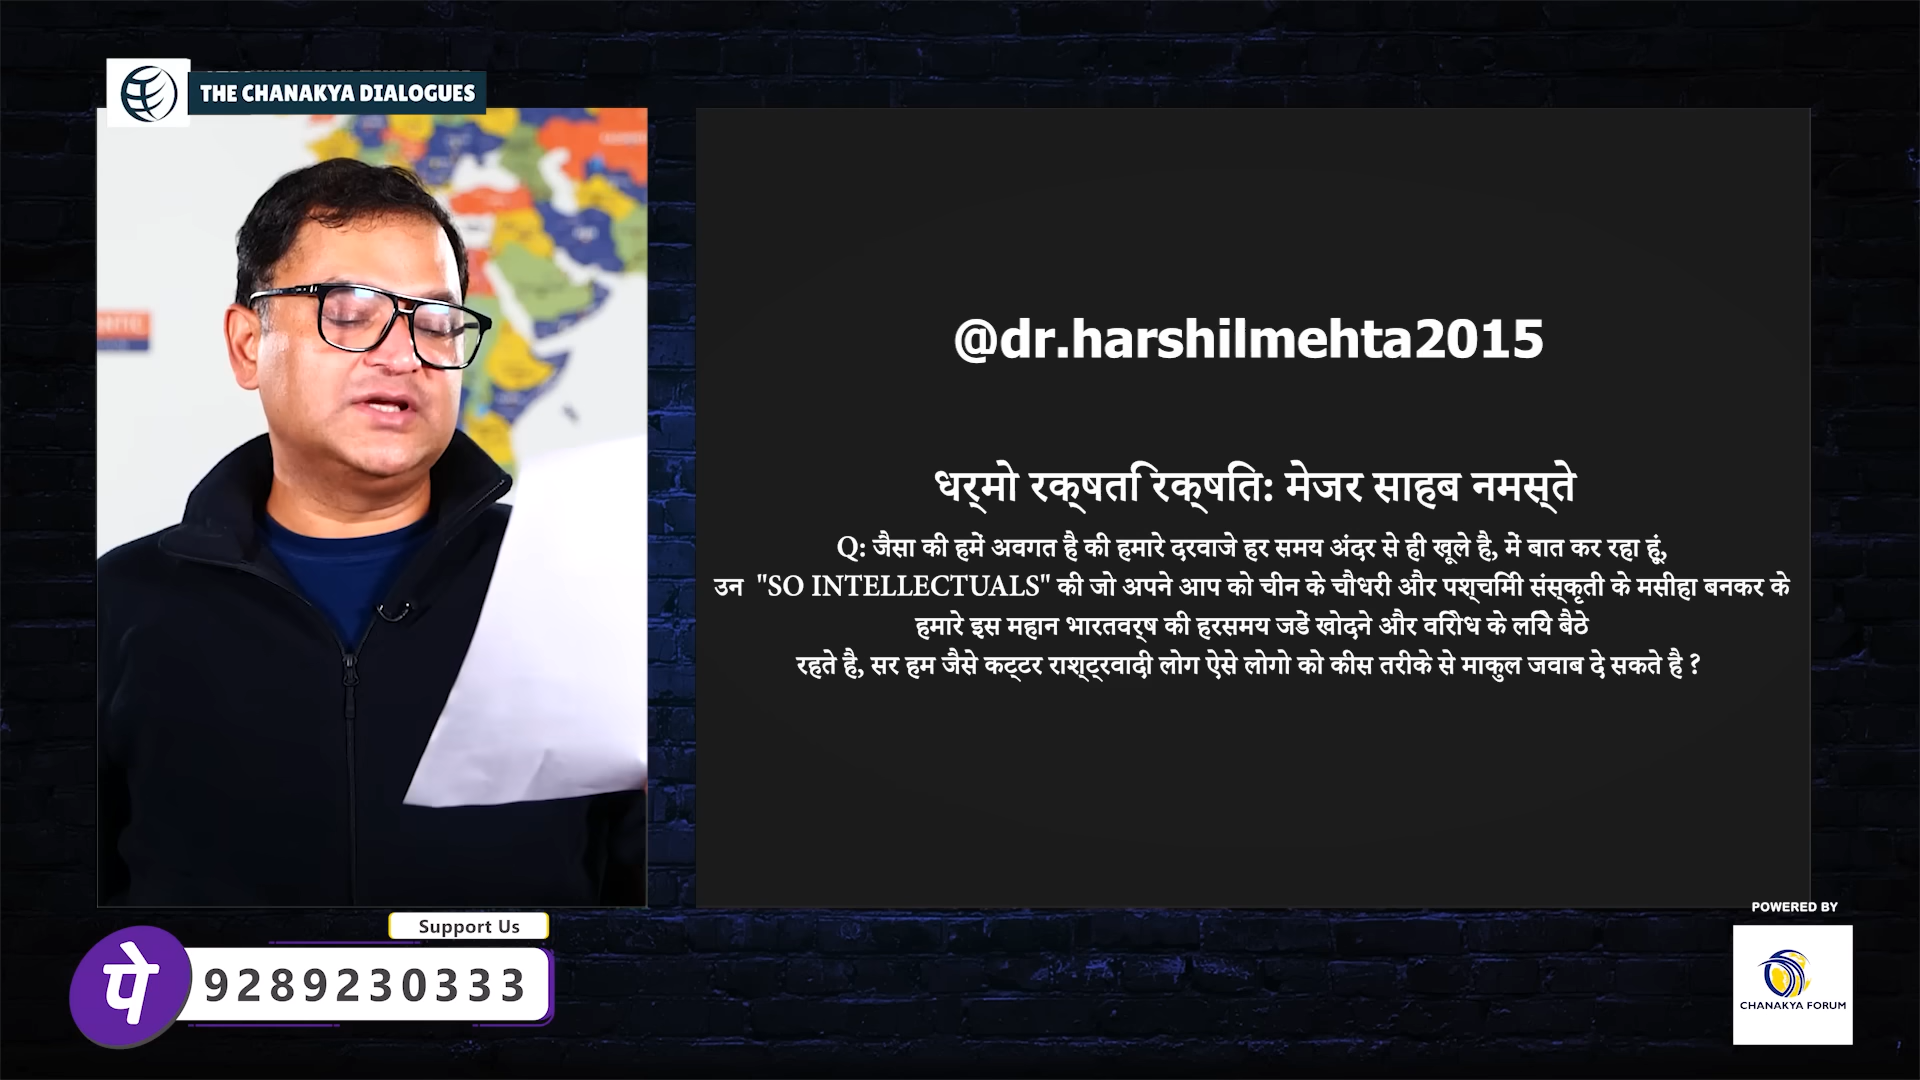 THE CHANAKYA DIALOGUES
@dr.harshilmehta2015
धर्मो रक्षति रक्षिति: मेजर साहब नमस्ते
Q: जैसा की हमें अवगत है की हमारे दरवाजे हर समय अंदर से ही खूले है, में बात कर रहा हूं,
उन "SO INTELLECTUALS" की जो अपने आप को चीन के चौधरी और पश्चिमी संस्कृती के मसीहा बनकर के
हमारे इस महान भारतवर्ष की हरसमय जडें खोदने और विरोध के लिये बैठे
रहते है, सर हम जैसे कट्टर राश्ट्रवादी लोग ऐसे लोगो को कीस तरीके से माकुल जवाब दे सकते है ?
Support Us
पे
9289230333
POWERED BY
CHANAKYA FORUM